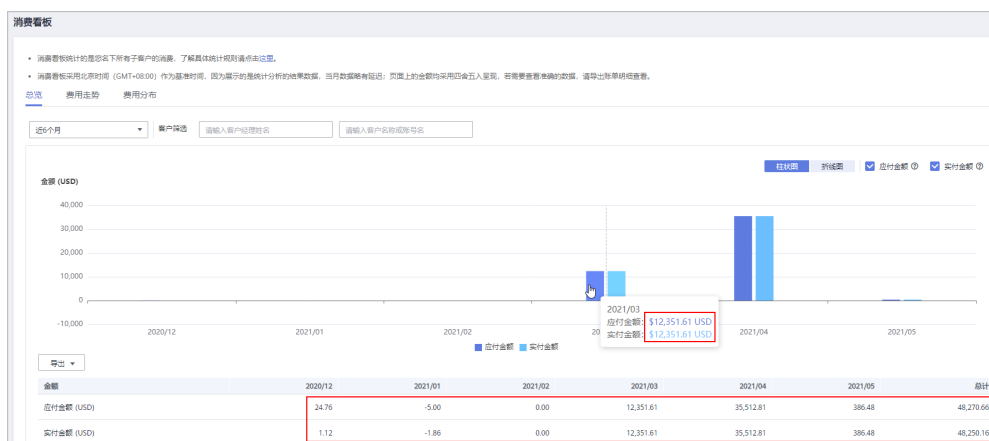 消费看板
• 消费看板统计的是您名下所有子客户的消费，了解具体统计规则请点击这里。
• 消费看板采用北京时间（GMT+08:00）作为基准时间，因为展示的是统计分析的结果数据，当月数据略有延迟；页面上的金额均采用四舍五入呈现，若需要查看准确的数据，请导出账单明细查看。
总览 费用走势 费用分布
近6个月 客户筛选 请输入客户经理姓名 请输入客户名称或账号名
柱状图 折线图 应付金额 实付金额
金额 (USD)
40,000
30,000
20,000
10,000
0
-10,000
2021/03
应付金额: $12,351.61 USD
实付金额: $12,351.61 USD
2020/12 2021/01 2021/02 20 2021/04 2021/05
应付金额 实付金额
导出
金额 2020/12 2021/01 2021/02 2021/03 2021/04 2021/05 总计
应付金额 (USD) 24.76 -5.00 0.00 12,351.61 35,512.81 386.48 48,270.66
实付金额 (USD) 1.12 -1.86 0.00 12,351.61 35,512.81 386.48 48,250.16